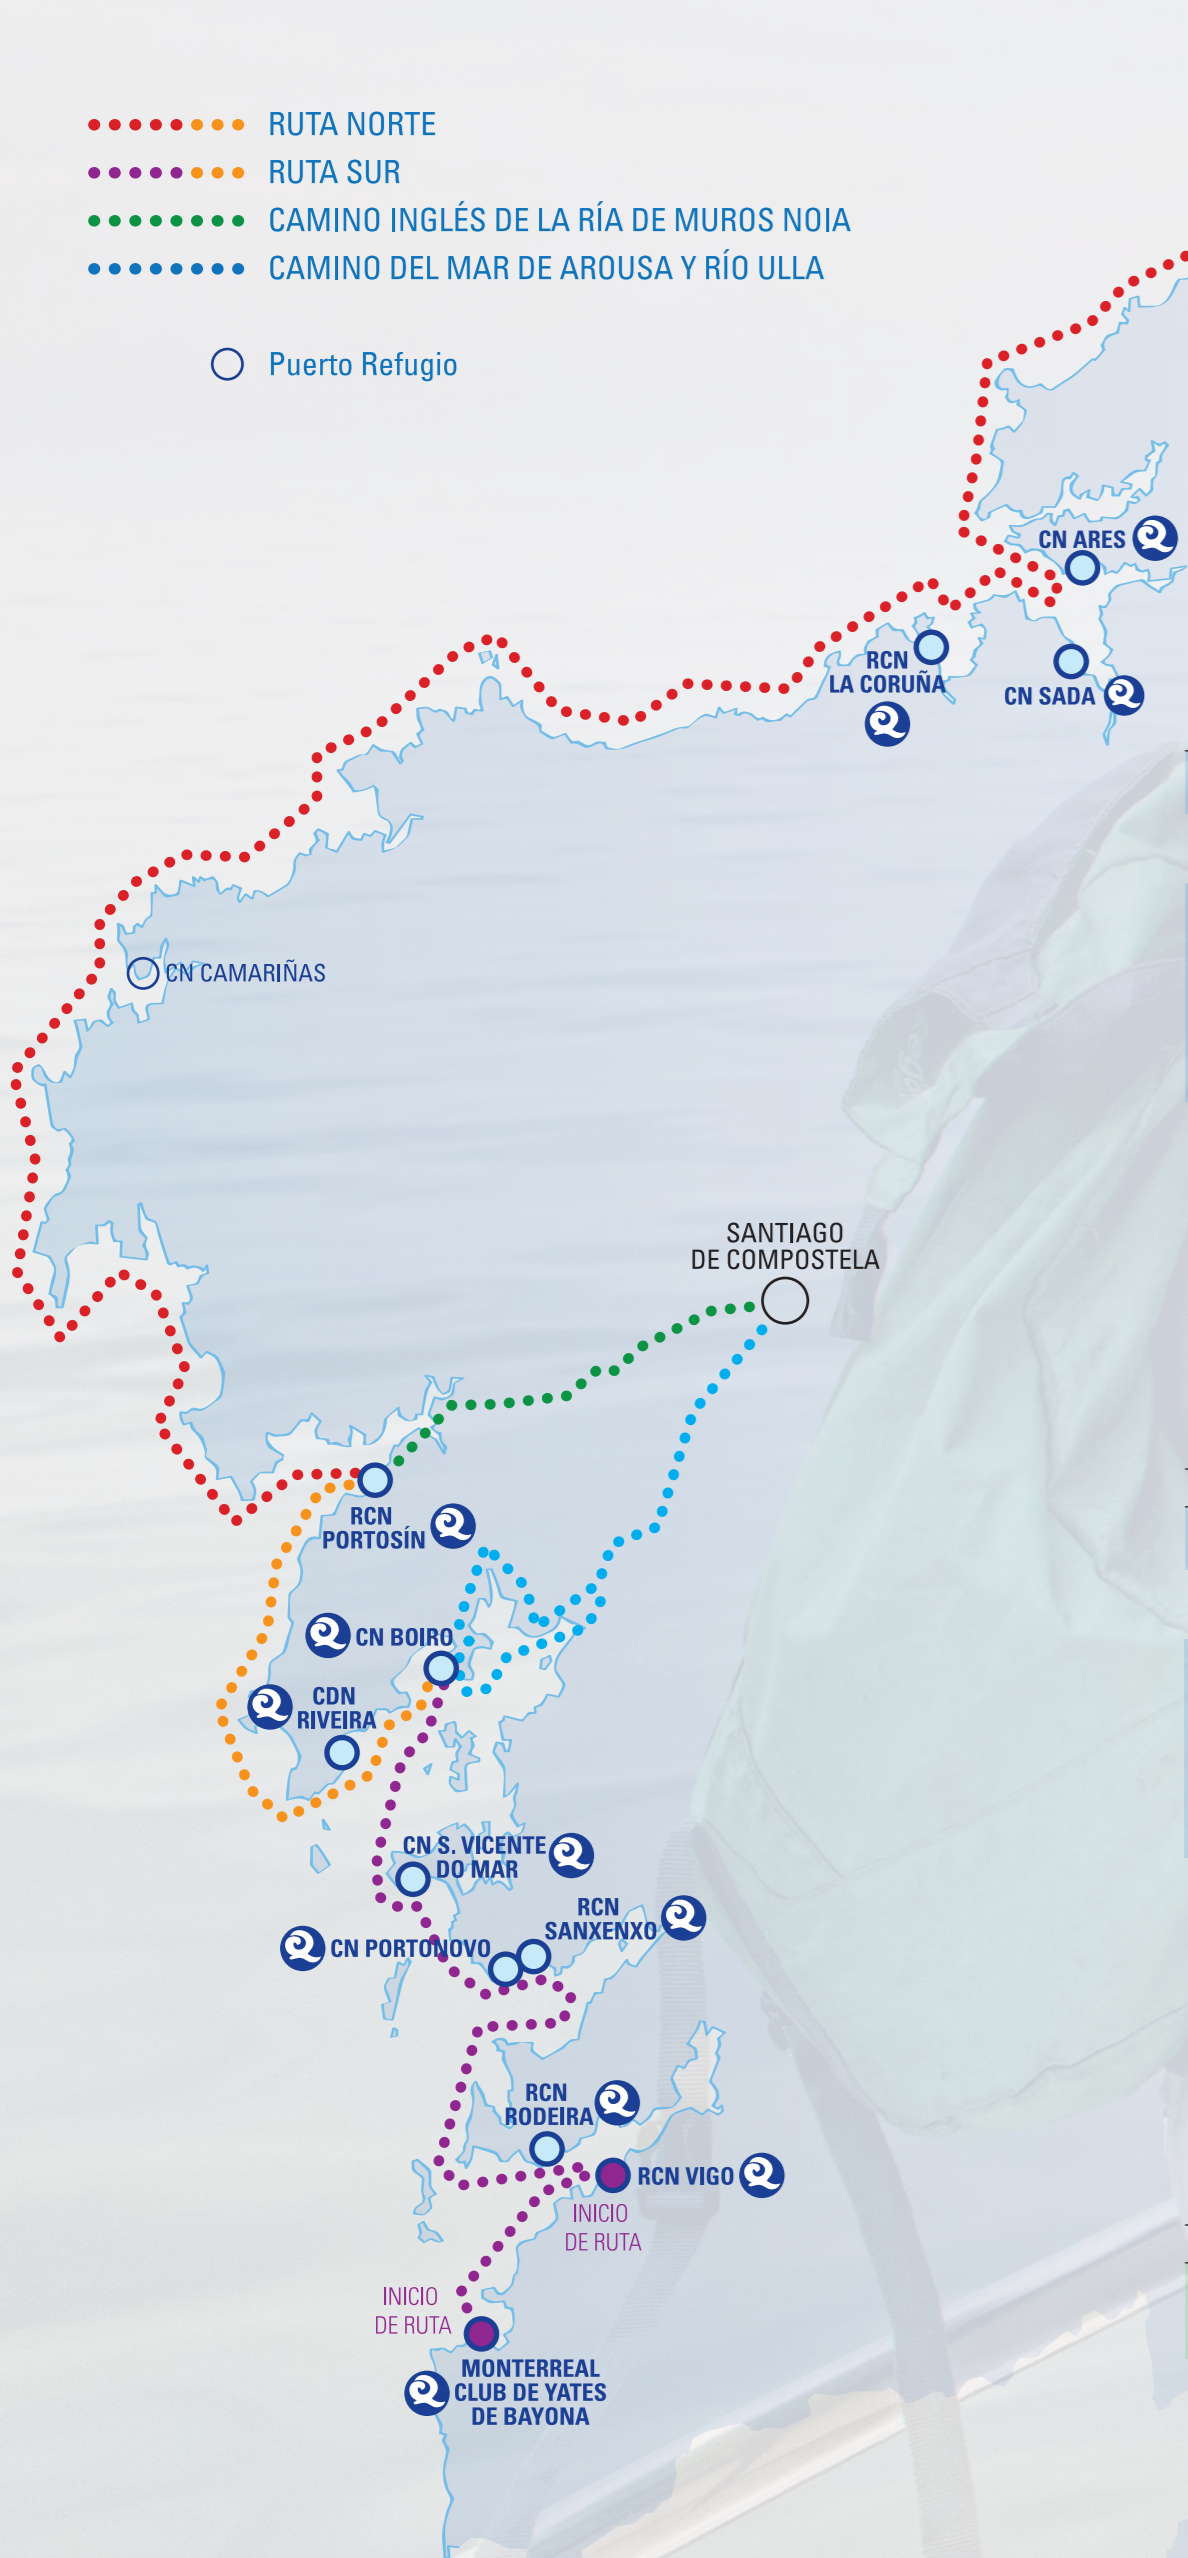 RUTA NORTE
RUTA SUR
CAMINO INGLÉS DE LA RÍA DE MUROS NOIA
CAMINO DEL MAR DE AROUSA Y RÍO ULLA
Puerto Refugio
CN ARES
RCN
LA CORUÑA
CN SADA
CN CAMARIÑAS
SANTIAGO
DE COMPOSTELA
RCN
PORTOSÍN
CN BOIRO
CDN
RIVEIRA
CN S. VICENTE
DO MAR
RCN
SANXENXO
CN PORTONOVO
RCN
RODEIRA
RCN VIGO
INICIO
DE RUTA
INICIO
DE RUTA
MONTERREAL
CLUB DE YATES
DE BAYONA